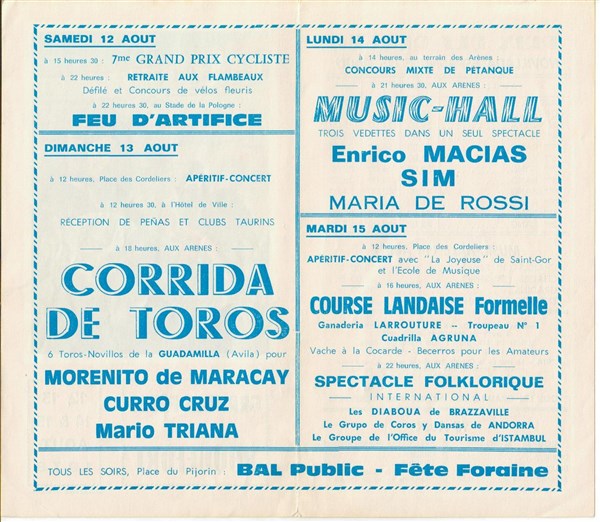 SAMEDI 12 AOUT
à 15 heures 30 : 7me GRAND PRIX CYCLISTE
à 22 heures : RETRAITE AUX FLAMBEAUX
Défilé et Concours de vélos fleuris
à 22 heures 30, au Stade de la Pologne :
FEU D'ARTIFICE
DIMANCHE 13 AOUT
à 12 heures, Place des Cordeliers : APÉRITIF-CONCERT
à 12 heures 30, à l'Hôtel de Ville :
RÉCEPTION DE PEÑAS ET CLUBS TAURINS
à 18 heures, AUX ARENES :
CORRIDA
DE TOROS
6 Toros-Novillos de la GUADAMILLA (Avila) pour
MORENITO de MARACAY
CURRO CRUZ
Mario TRIANA
LUNDI 14 AOUT
à 14 heures, au terrain des Arènes :
CONCOURS MIXTE DE PÉTANQUE
à 21 heures 30, AUX ARENES :
MUSIC-HALL
TROIS VEDETTES DANS UN SEUL SPECTACLE
Enrico MACIAS
SIM
MARIA DE ROSSI
MARDI 15 AOUT
à 12 heures, Place des Cordeliers :
APÉRITIF-CONCERT avec "La Joyeuse" de Saint-Gor
et l'Ecole de Musique
à 16 heures, AUX ARENES :
COURSE LANDAISE Formelle
Ganaderia LARROUTURE -- Troupeau N° 1
Cuadrilla AGRUNA
Vache à la Cocarde - Becerros pour les Amateurs
à 22 heures, AUX ARENES :
SPECTACLE FOLKLORIQUE
INTERNATIONAL
Les DIABOUA de BRAZZAVILLE
Le Grupo de Coros y Dansas de ANDORRA
Le Groupe de l'Office du Tourisme d'ISTAMBUL
TOUS LES SOIRS, Place du Pijorin : BAL Public - Fête Foraine